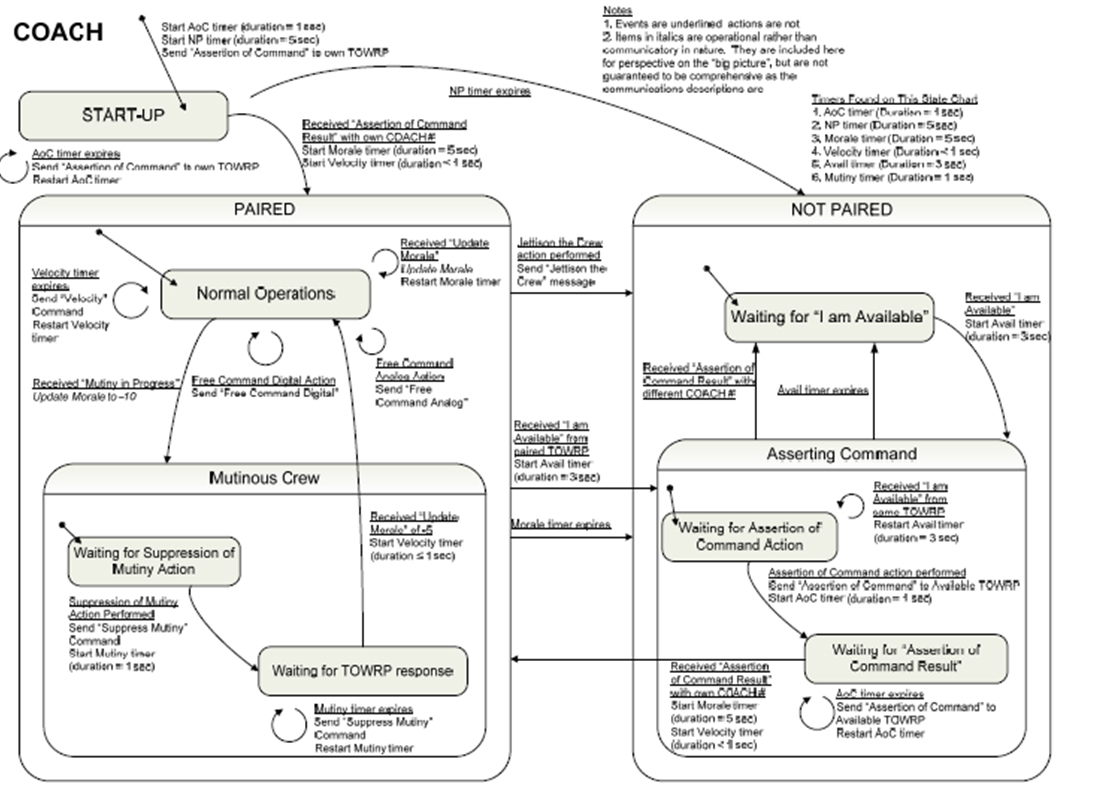 COACH
Start AoC timer (duration = 1 sec)
Start NP timer (duration = 5 sec)
Send "Assertion of Command" to own TOWRP
Notes
1. Events are underlined actions are not
2. Items in italics are operational rather than
communicatory in nature. They are included here
for perspective on the "big picture", but are not
guaranteed to be comprehensive as the
communications descriptions are
START-UP
NP timer expires
Timers Found on This State Chart
1. AoC timer (Duration = 1 sec)
2. NP timer (Duration = 5 sec)
3. Morale timer (Duration = 5 sec)
4. Velocity timer (Duration < 1 sec)
5. Avail timer (Duration = 3 sec)
6. Mutiny timer (Duration = 1 sec)
Received "Assertion of Command
Result" with own COACH#
Start Morale timer (duration = 5 sec)
Start Velocity timer (duration < 1 sec)
AoC timer expires
Send "Assertion of Command" to own TOWRP
Restart AoC timer
PAIRED
Received "Update
Morale"
Update Morale
Restart Morale timer
Velocity timer
expires
Send "Velocity"
Command
Restart Velocity
timer
Normal Operations
Free Command Digital Action
Send "Free Command Digital"
Free Command
Analog Action
Send "Free
Command Analog"
Received "Mutiny in Progress"
Update Morale to -10
Mutinous Crew
Waiting for Suppression of
Mutiny Action
Received "Update
Morale" of -5
Start Velocity timer
(duration ≤ 1 sec)
Suppression of Mutiny
Action Performed
Send "Suppress Mutiny"
Command
Start Mutiny timer
(duration = 1 sec)
Waiting for TOWRP response
Mutiny timer expires
Send "Suppress Mutiny"
Command
Restart Mutiny timer
Jettison the Crew
action performed
Send "Jettison the
Crew" message
Received "I am
Available" from
paired TOWRP
Start Avail timer
(duration = 3 sec)
Morale timer expires
NOT PAIRED
Waiting for "I am Available"
Received "I am
Available"
Start Avail timer
(duration = 3 sec)
Received "Assertion of
Command Result" with
different COACH #
Avail timer expires
Asserting Command
Waiting for Assertion of
Command Action
Received "I am
Available" from
same TOWRP
Restart Avail timer
(duration = 3 sec)
Assertion of Command action performed
Send "Assertion of Command" to Available TOWRP
Start AoC timer (duration = 1 sec)
Waiting for "Assertion of
Command Result"
Received "Assertion
of Command Result"
with own COACH#
Start Morale timer
(duration = 5 sec)
Start Velocity timer
(duration < 1 sec)
AoC timer expires
Send "Assertion of Command" to
Available TOWRP
Restart AoC timer